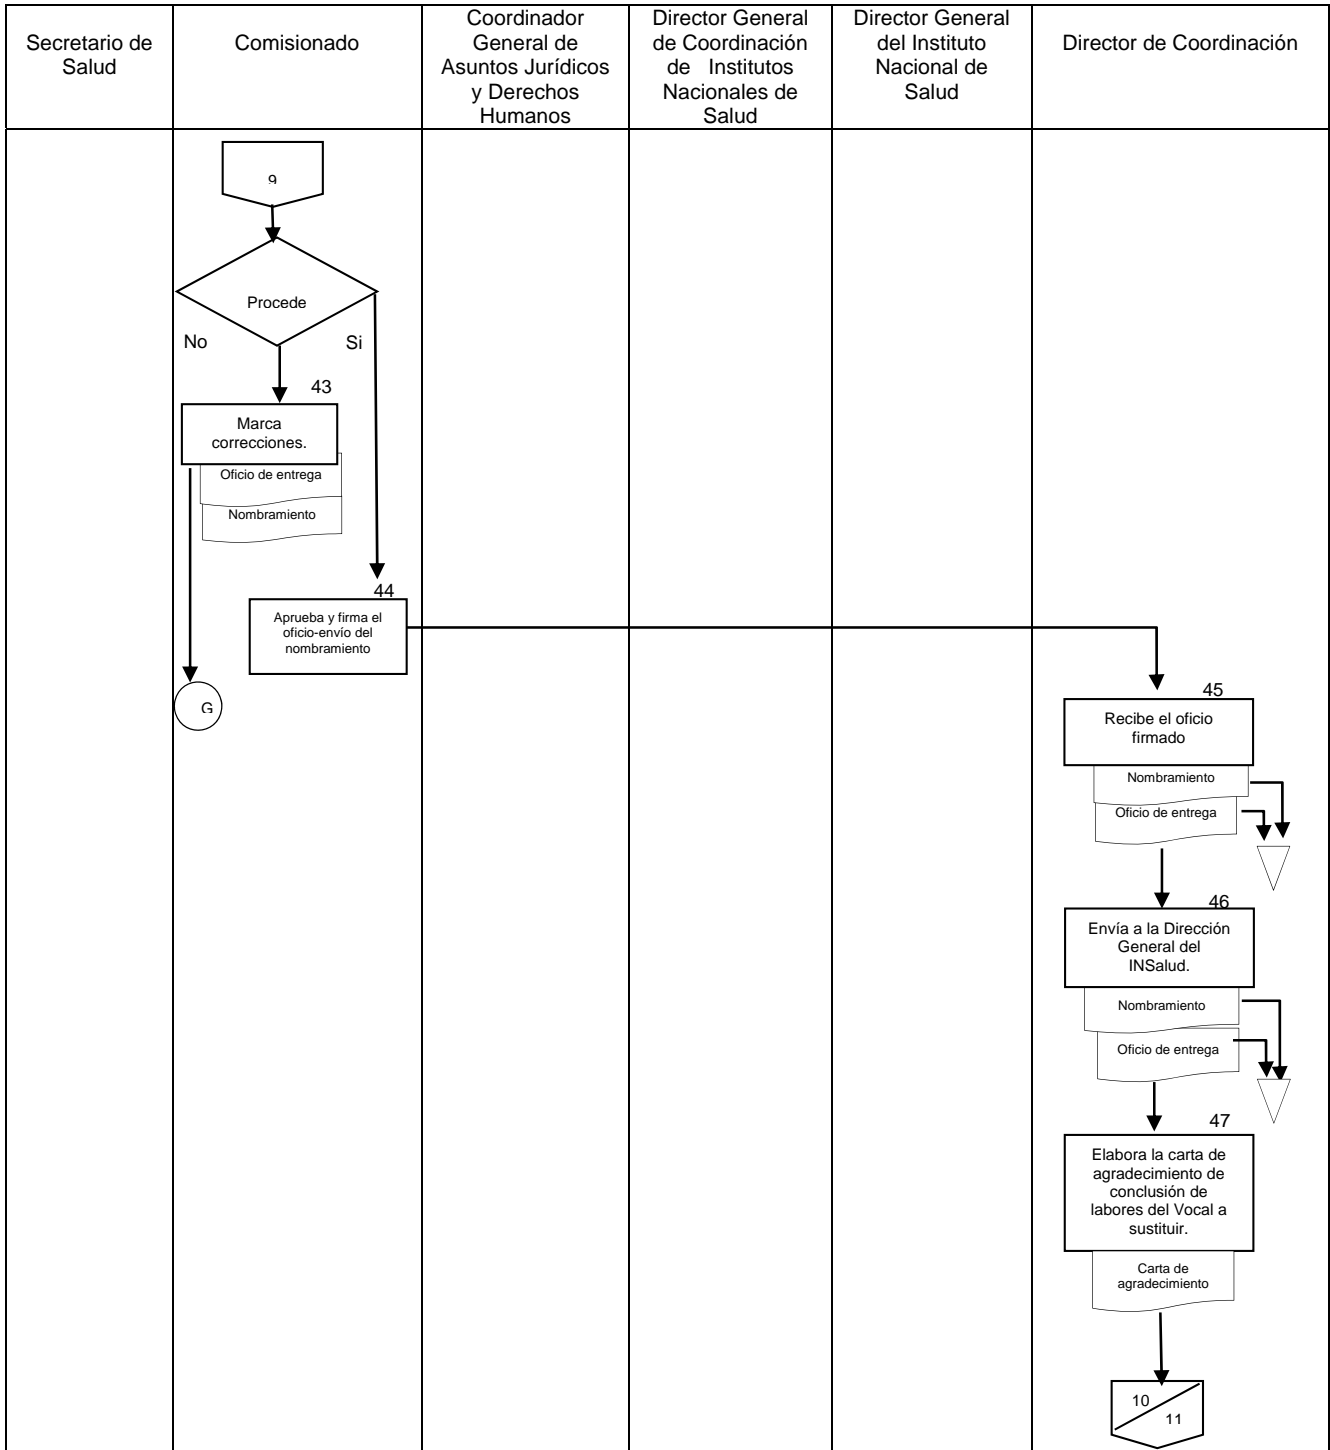 Secretario de
Salud
Comisionado
Coordinador
General de
Asuntos Jurídicos
y Derechos
Humanos
Director General
de Coordinación
de Institutos
Nacionales de
Salud
Director General
del Instituto
Nacional de
Salud
Director de Coordinación
9
Procede
No
Si
43
Marca
correcciones.
Oficio de entrega
Nombramiento
44
Aprueba y firma el
oficio-envío del
nombramiento
G
45
Recibe el oficio
firmado
Nombramiento
Oficio de entrega
46
Envía a la Dirección
General del
INSalud.
Nombramiento
Oficio de entrega
47
Elabora la carta de
agradecimiento de
conclusión de
labores del Vocal a
sustituir.
Carta de
agradecimiento
10
11